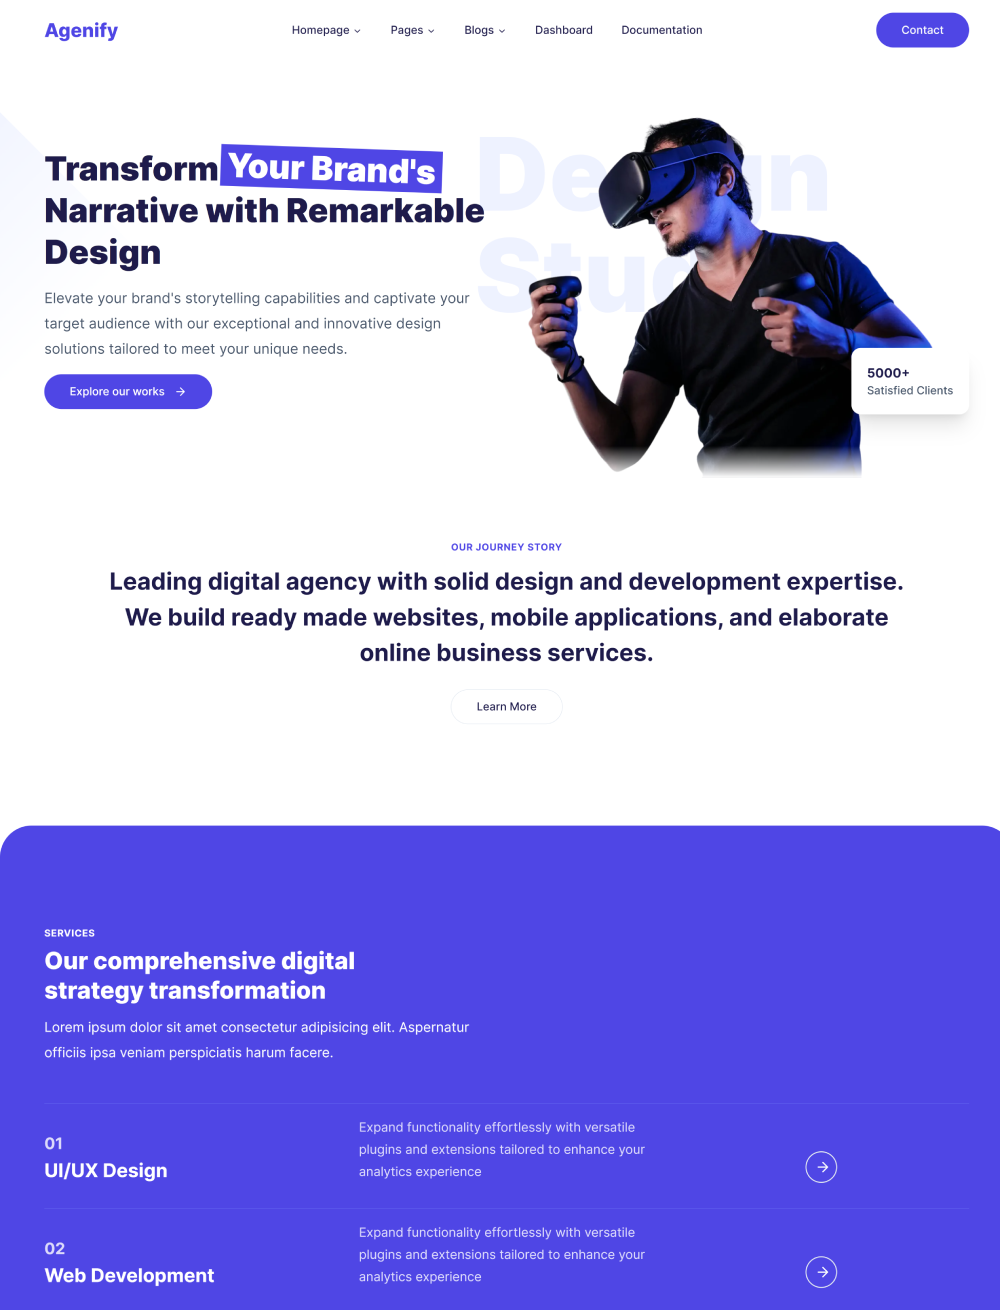 Agenify
Homepage
Pages
Blogs
Dashboard
Documentation
Contact
Transform Your Brand's
Narrative with Remarkable
Design
Elevate your brand's storytelling capabilities and captivate your
target audience with our exceptional and innovative design
solutions tailored to meet your unique needs.
Explore our works
5000+
Satisfied Clients
OUR JOURNEY STORY
Leading digital agency with solid design and development expertise.
We build ready made websites, mobile applications, and elaborate
online business services.
Learn More
SERVICES
Our comprehensive digital
strategy transformation
Lorem ipsum dolor sit amet consectetur adipisicing elit. Aspernatur
officiis ipsa veniam perspiciatis harum facere.
01
UI/UX Design
Expand functionality effortlessly with versatile
plugins and extensions tailored to enhance your
analytics experience
02
Web Development
Expand functionality effortlessly with versatile
plugins and extensions tailored to enhance your
analytics experience